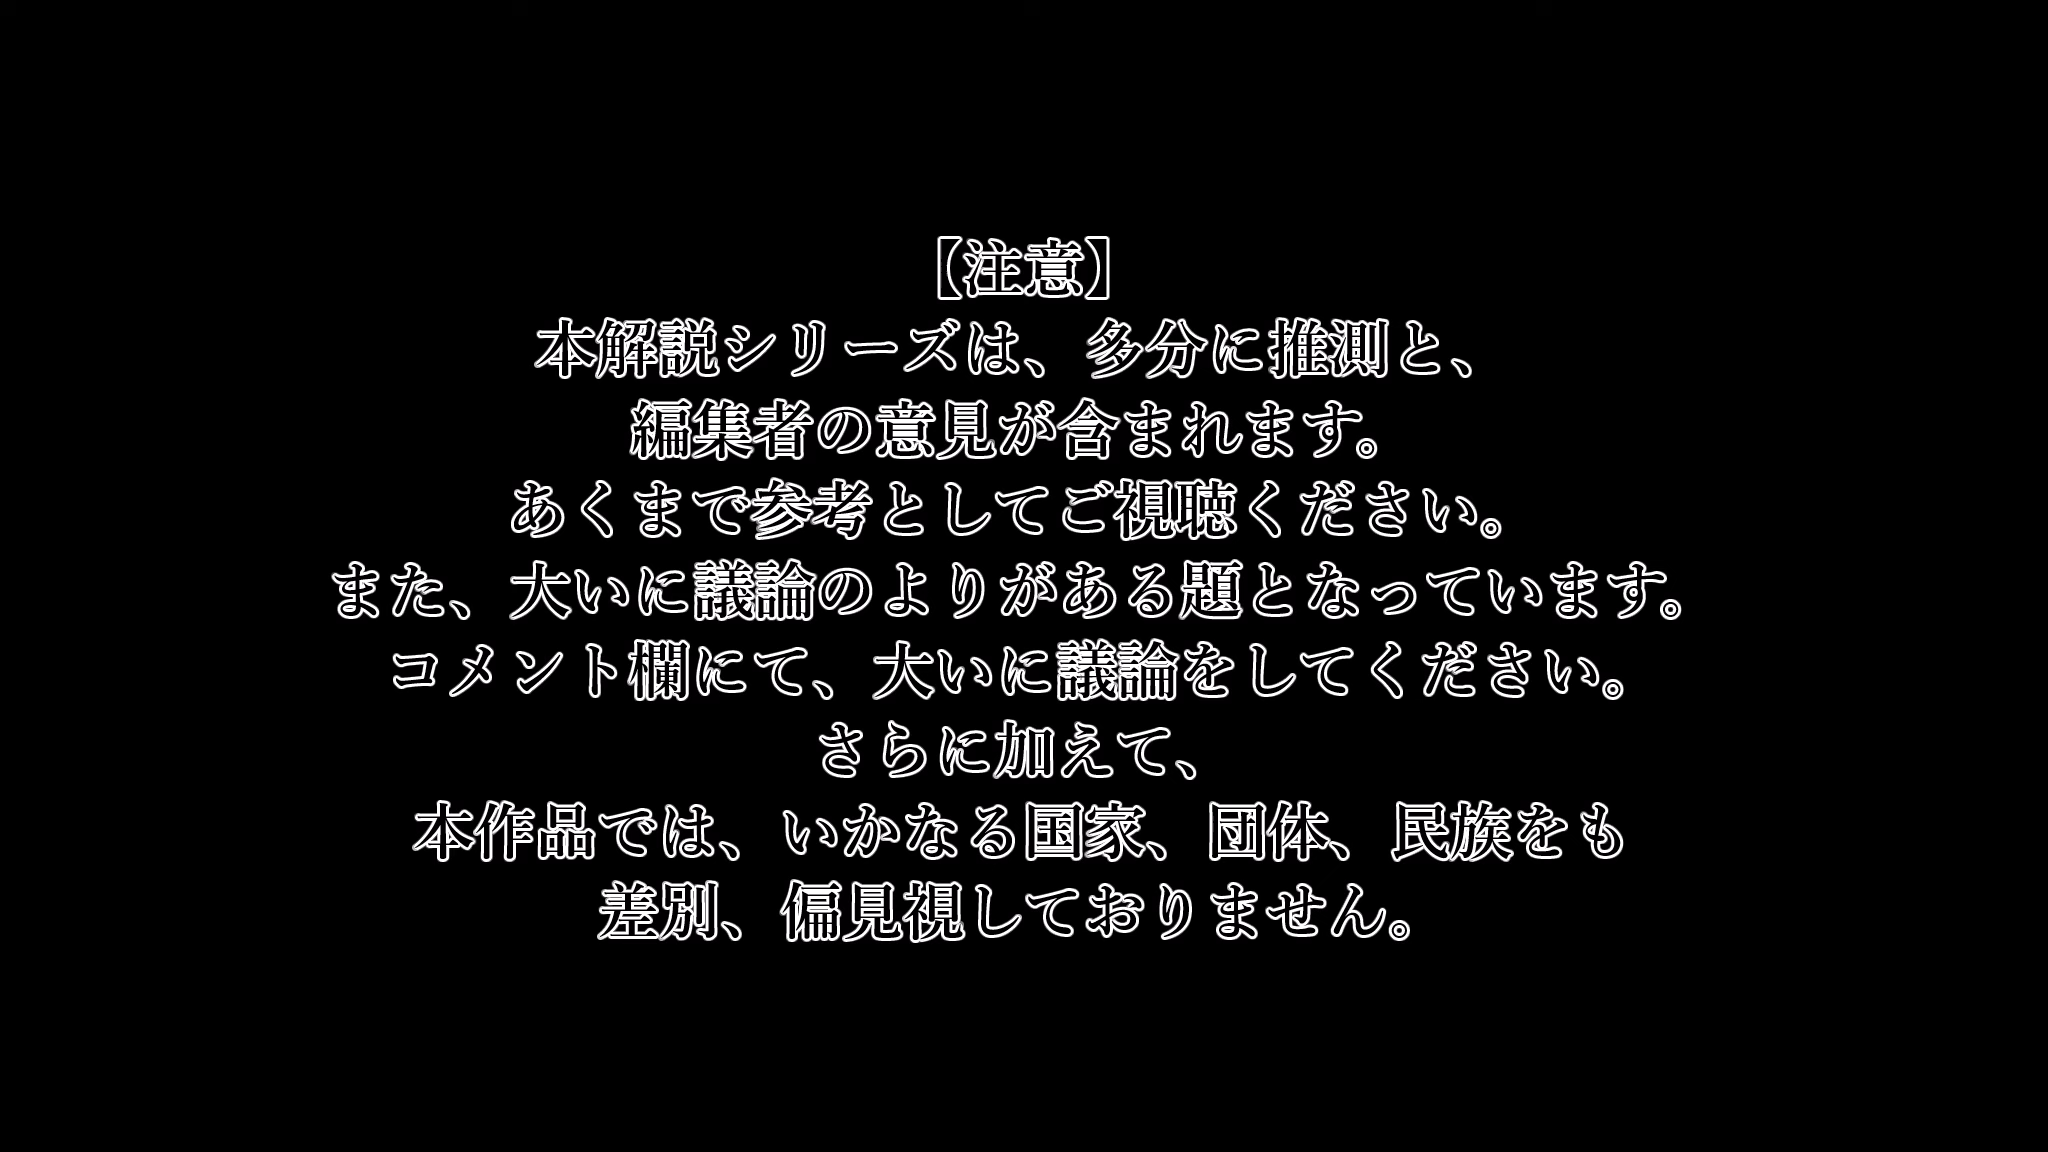 【注意】
本解説シリーズは、多分に推測と、
編集者の意見が含まれます。
あくまで参考としてご視聴ください。
また、大いに議論のよりがある題となっています。
コメント欄にて、大いに議論をしてください。
さらに加えて、
本作品では、いかなる国家、団体、民族をも
差別、偏見視しておりません。